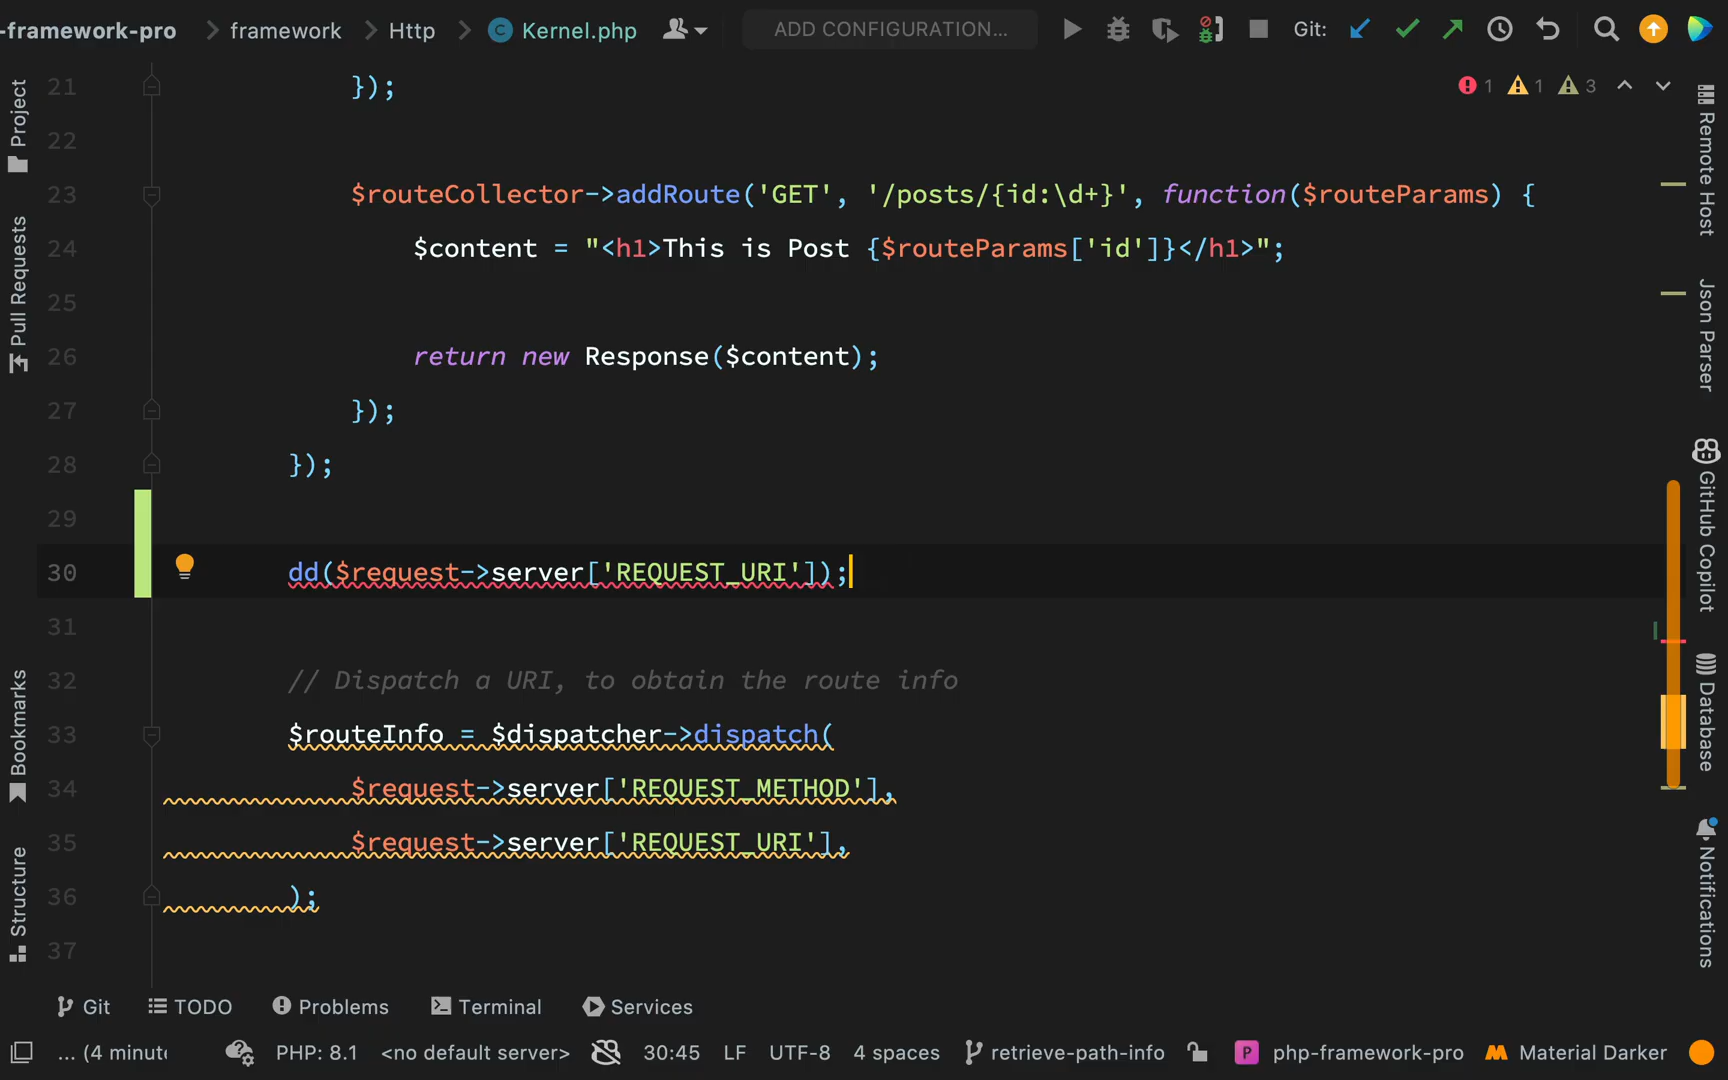 -framework-pro framework Http Kernel.php ADD CONFIGURATION... Git:
21 });
1 1 3
22
23 $routeCollector->addRoute('GET', '/posts/{id:\d+}', function($routeParams) {
24 $content = "<h1>This is Post {$routeParams['id']}</h1>";
25
26 return new Response($content);
27 });
28 });
29
30 dd($request->server['REQUEST_URI']);
31
32 // Dispatch a URI, to obtain the route info
33 $routeInfo = $dispatcher->dispatch(
34 $request->server['REQUEST_METHOD'],
35 $request->server['REQUEST_URI'],
36 );
37
Project
Pull Requests
Bookmarks
Structure
Remote Host
Json Parser
GitHub Copilot
Database
Notifications
Git TODO Problems Terminal Services
... (4 minut PHP: 8.1 <no default server> 30:45 LF UTF-8 4 spaces retrieve-path-info P php-framework-pro Material Darker